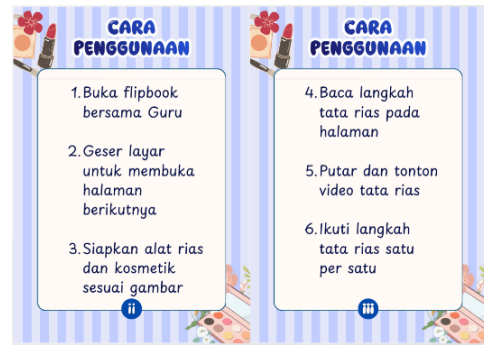 CARA
PENGGUNAAN
1.Buka flipbook
bersama Guru
2.Geser layar
untuk membuka
halaman
berikutnya
3.Siapkan alat rias
dan kosmetik
sesuai gambar
ii
CARA
PENGGUNAAN
4.Baca langkah
tata rias pada
halaman
5.Putar dan tonton
video tata rias
6.Ikuti langkah
tata rias satu
per satu
iii